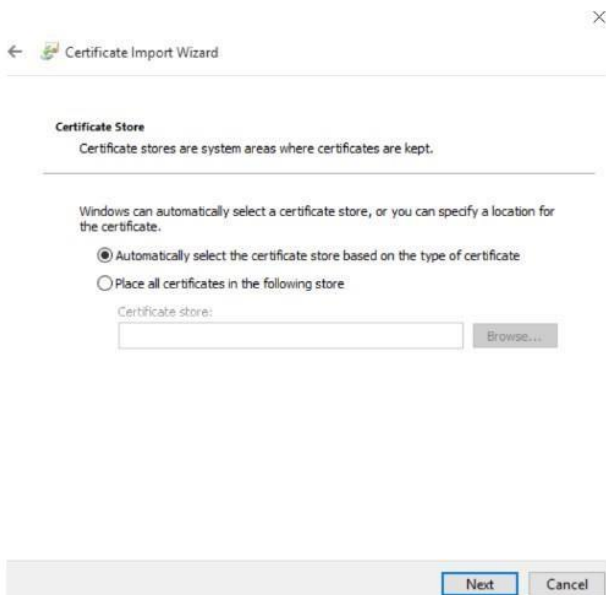 Certificate Import Wizard
Certificate Store
Certificate stores are system areas where certificates are kept.
Windows can automatically select a certificate store, or you can specify a location for
the certificate.
Automatically select the certificate store based on the type of certificate
Place all certificates in the following store
Certificate store:
Browse...
Next
Cancel